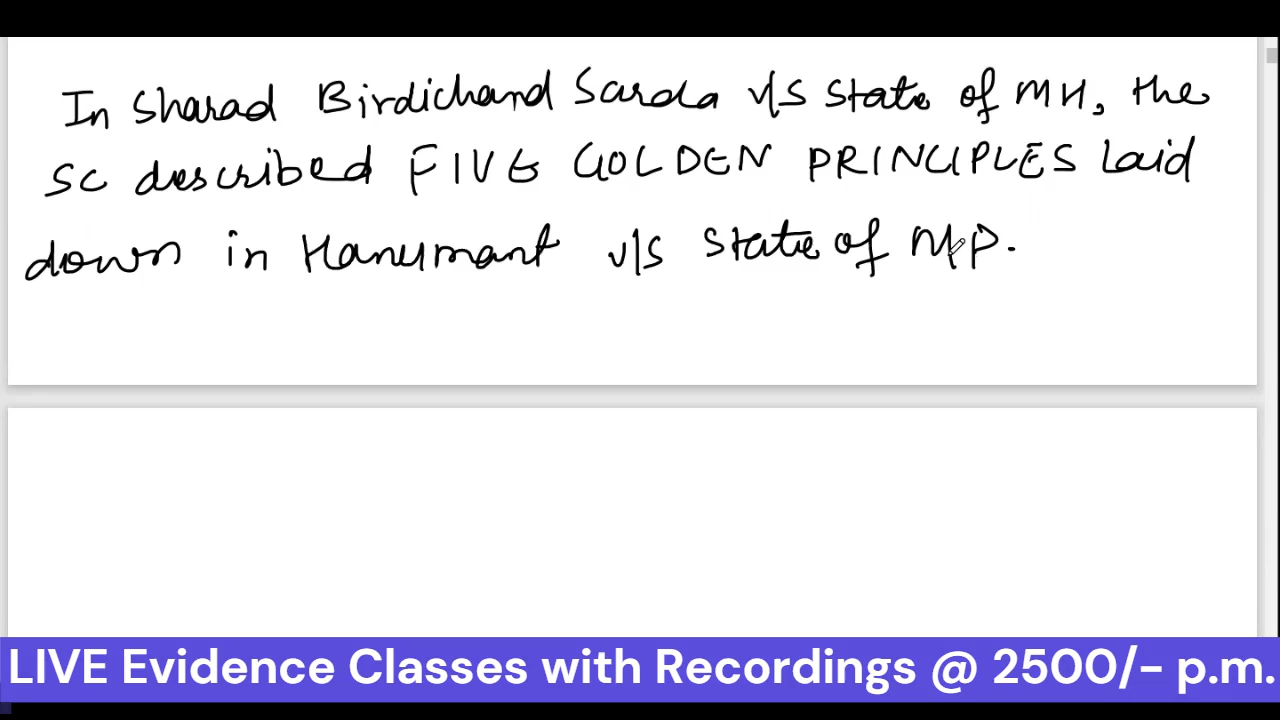 In Sharad Birdichand Sarda v/s State of MH, the
SC described FIVE GOLDEN PRINCIPLES laid
down in Hanumant v/s State of MP.
LIVE Evidence Classes with Recordings @ 2500/- p.m.